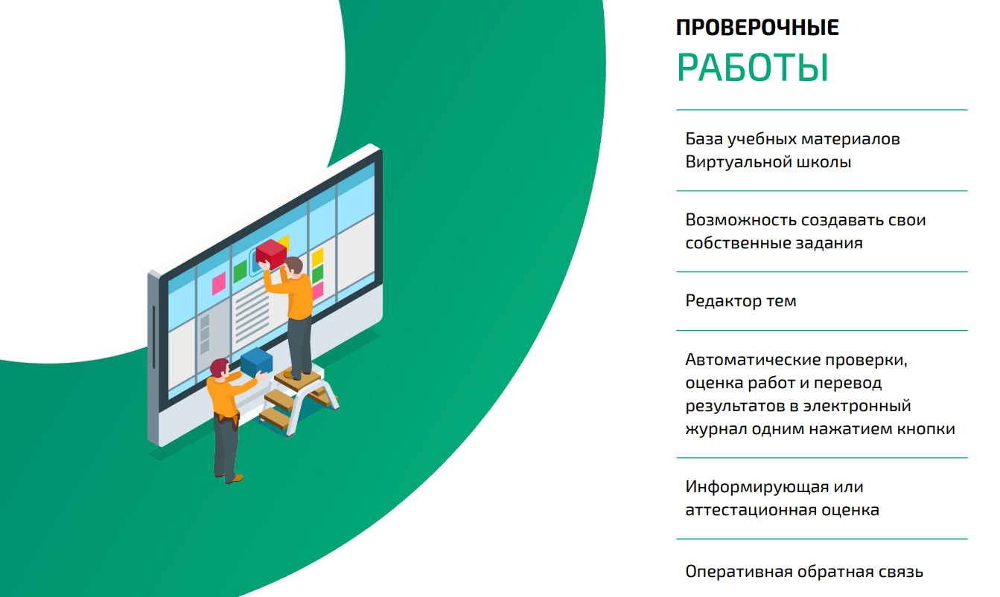 ПРОВЕРОЧНЫЕ
РАБОТЫ
База учебных материалов
Виртуальной школы
Возможность создавать свои
собственные задания
Редактор тем
Автоматические проверки,
оценка работ и перевод
результатов в электронный
журнал одним нажатием кнопки
Информирующая или
аттестационная оценка
Оперативная обратная связь